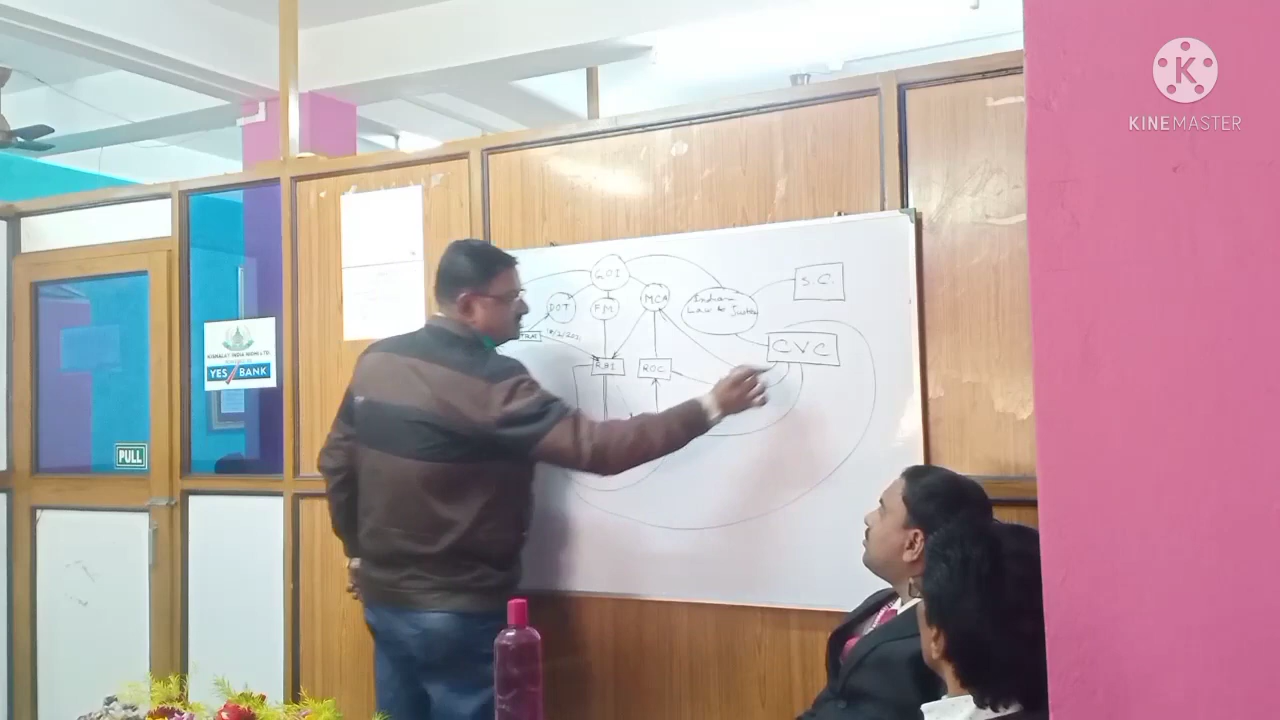 KINEMASTER
GOI
S.C.
DOT
FM
MCA
Indian
Law & Justice
CVC
RBI
ROC
YES BANK
PULL